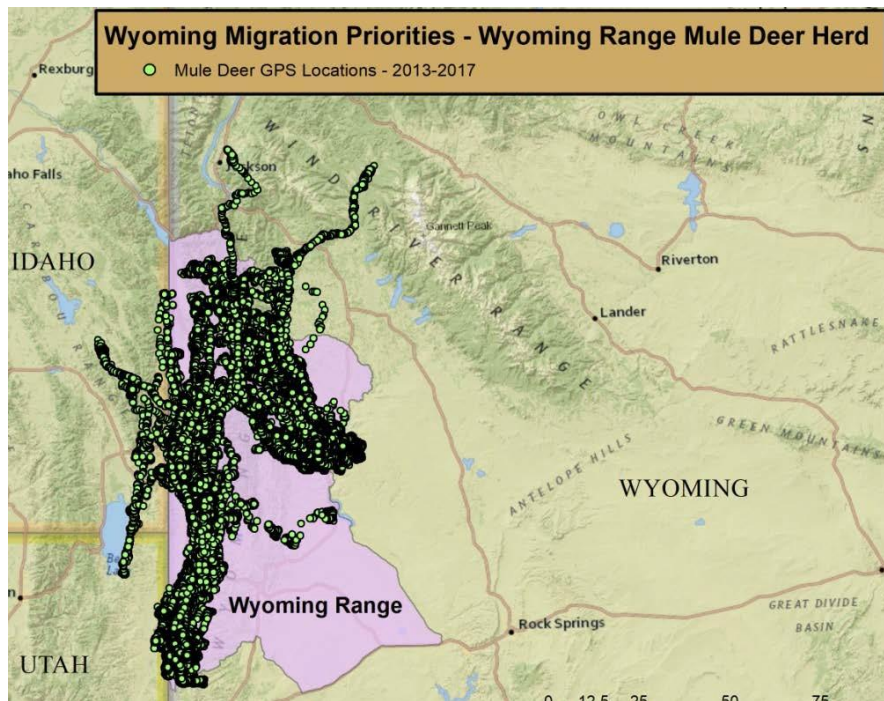 Wyoming Migration Priorities - Wyoming Range Mule Deer Herd
Mule Deer GPS Locations - 2013-2017
Rexburg
OWL CREEK
MOUNTAINS
Jackson
Idaho Falls
WIND RIVER RANGE
Gannett Peak
IDAHO
Riverton
Lander
RATTLESNAKE
GREEN MOUNTAINS
ANTELOPE HILLS
WYOMING
Wyoming Range
Rock Springs
GREAT DIVIDE
BASIN
UTAH
0 12.5 25 50 75